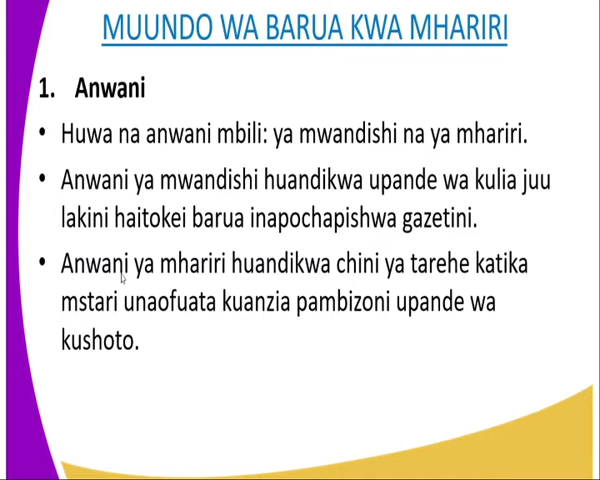 MUUNDO WA BARUA KWA MHARIRI
1. Anwani
• Huwa na anwani mbili: ya mwandishi na ya mhariri.
• Anwani ya mwandishi huandikwa upande wa kulia juu
lakini haitokei barua inapochapishwa gazetini.
• Anwani ya mhariri huandikwa chini ya tarehe katika
mstari unaofuata kuanzia pambizoni upande wa
kushoto.